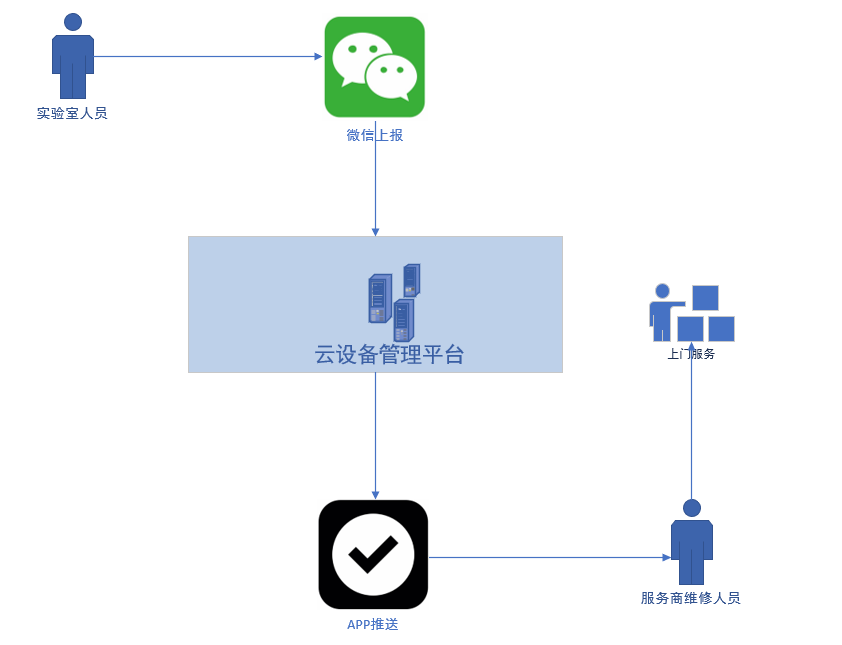 实验室人员
微信上报
云设备管理平台
上门服务
APP推送
服务商维修人员